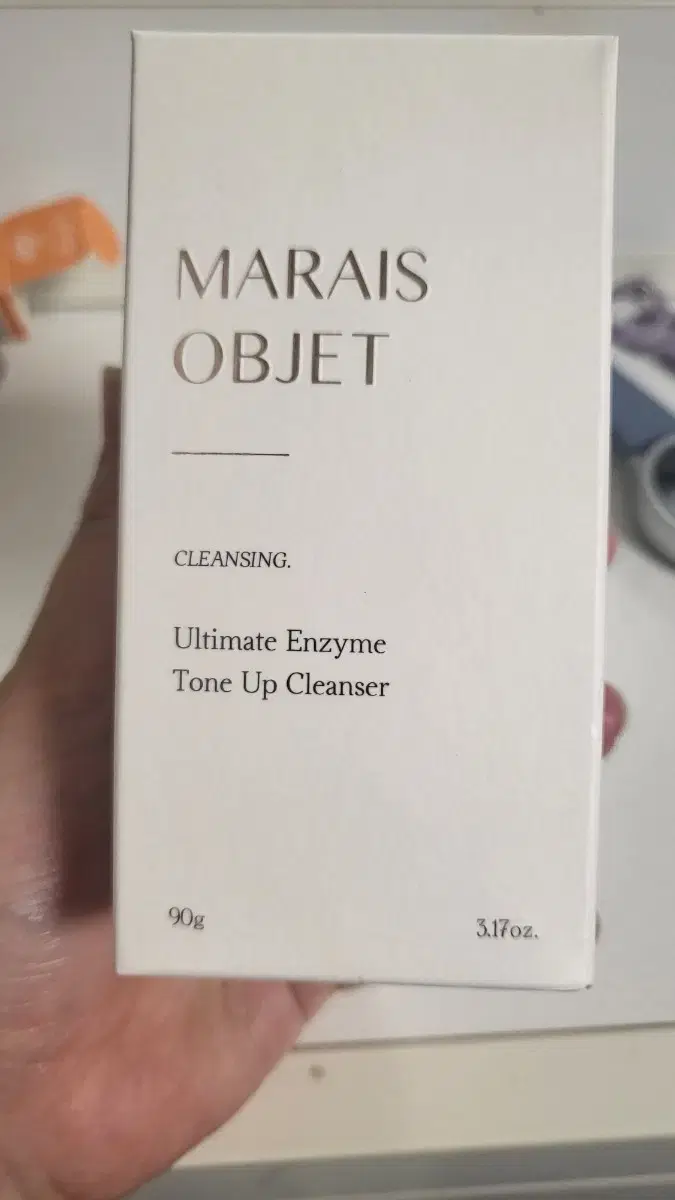 MARAIS
OBJET
CLEANSING.
Ultimate Enzyme
Tone Up Cleanser
90g
3.17oz.